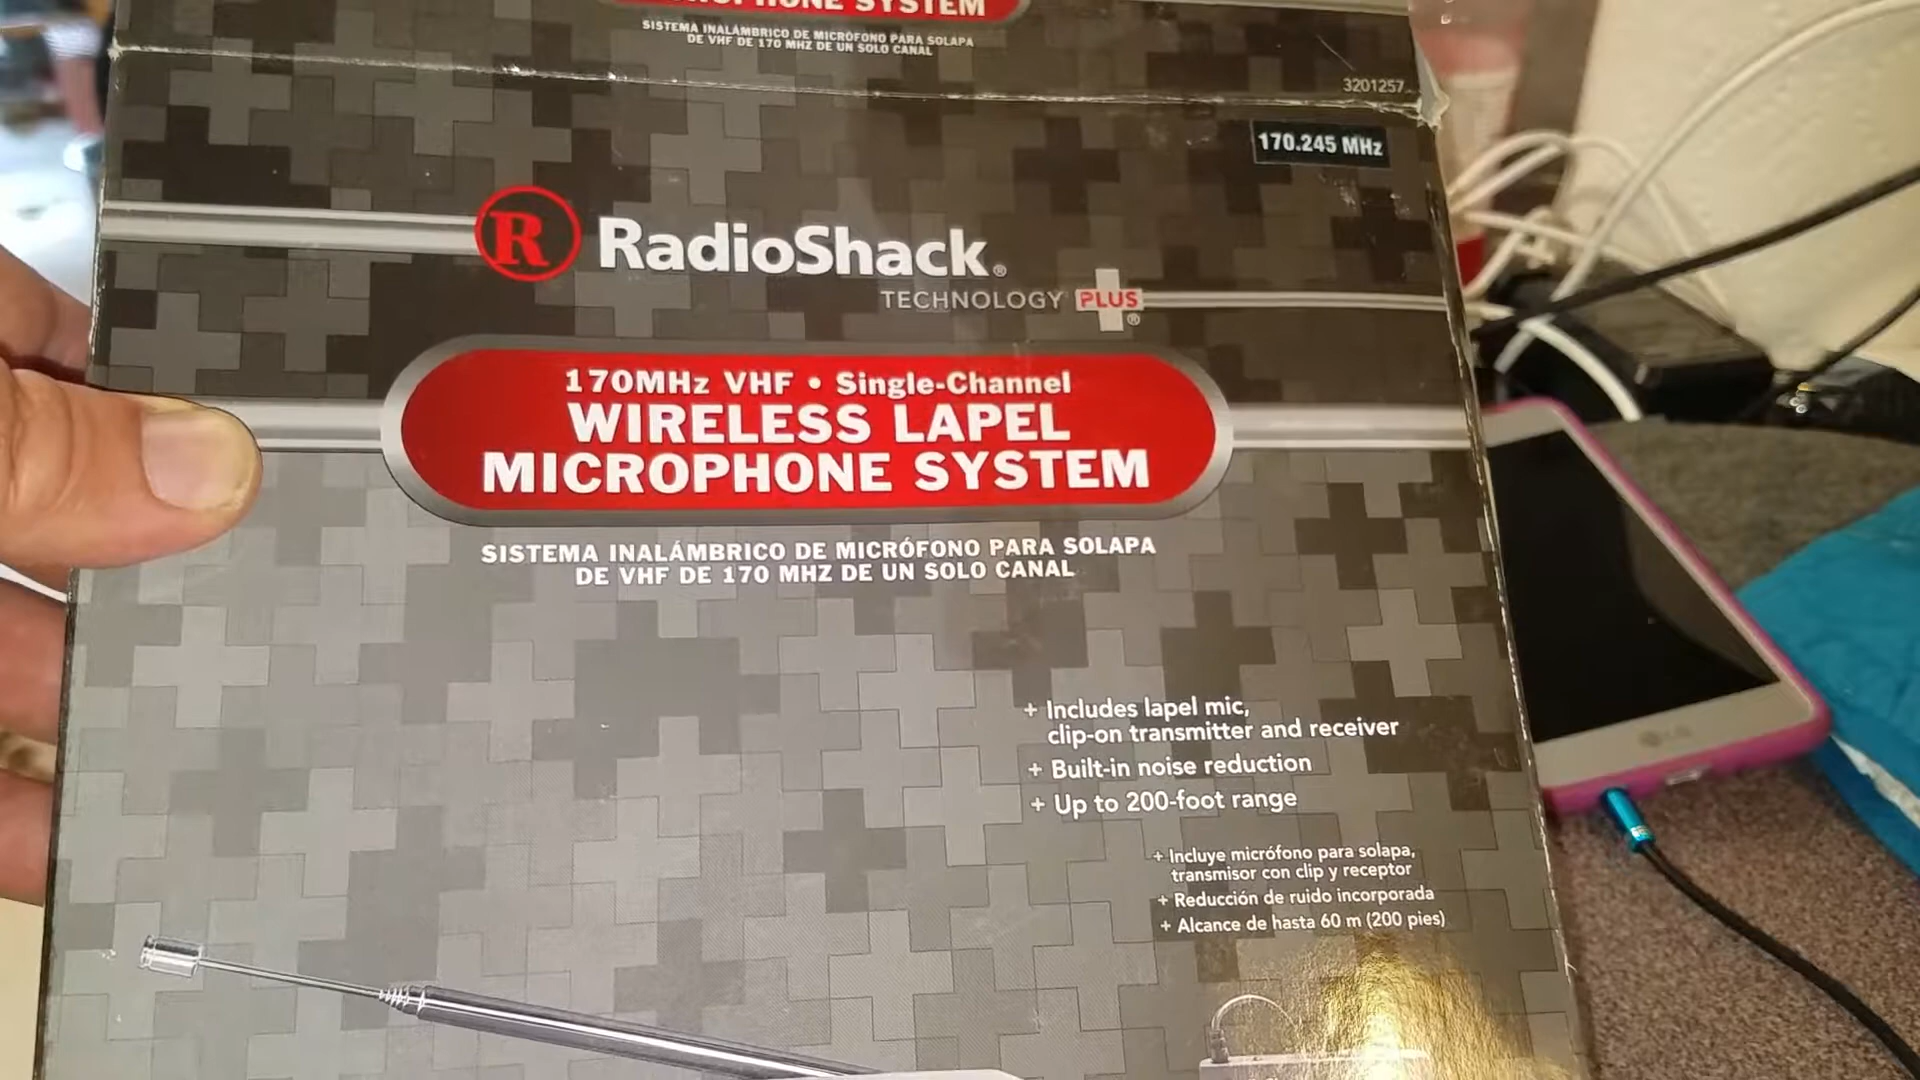 MICROPHONE SYSTEM
SISTEMA INALÁMBRICO DE MICRÓFONO PARA SOLAPA
DE VHF DE 170 MHZ DE UN SOLO CANAL
3201257
170.245 MHz
R RadioShack®
TECHNOLOGY PLUS®
170MHz VHF • Single-Channel
WIRELESS LAPEL
MICROPHONE SYSTEM
SISTEMA INALÁMBRICO DE MICRÓFONO PARA SOLAPA
DE VHF DE 170 MHZ DE UN SOLO CANAL
+ Includes lapel mic,
clip-on transmitter and receiver
+ Built-in noise reduction
+ Up to 200-foot range
+ Incluye micrófono para solapa,
transmisor con clip y receptor
+ Reducción de ruido incorporada
+ Alcance de hasta 60 m (200 pies)
LG